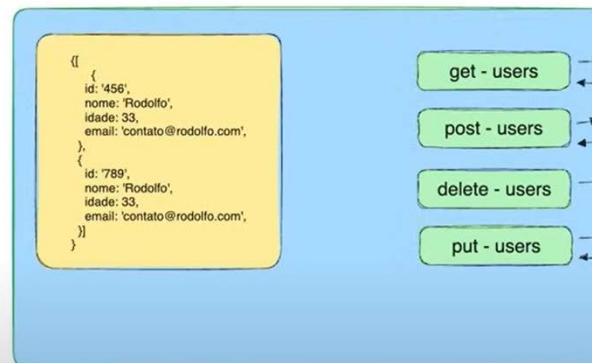 {[
{
id: '456',
nome: 'Rodolfo',
idade: 33,
email: 'contato@rodolfo.com',
},
{
id: '789',
nome: 'Rodolfo',
idade: 33,
email: 'contato@rodolfo.com',
}]
}
get - users
post - users
delete - users
put - users